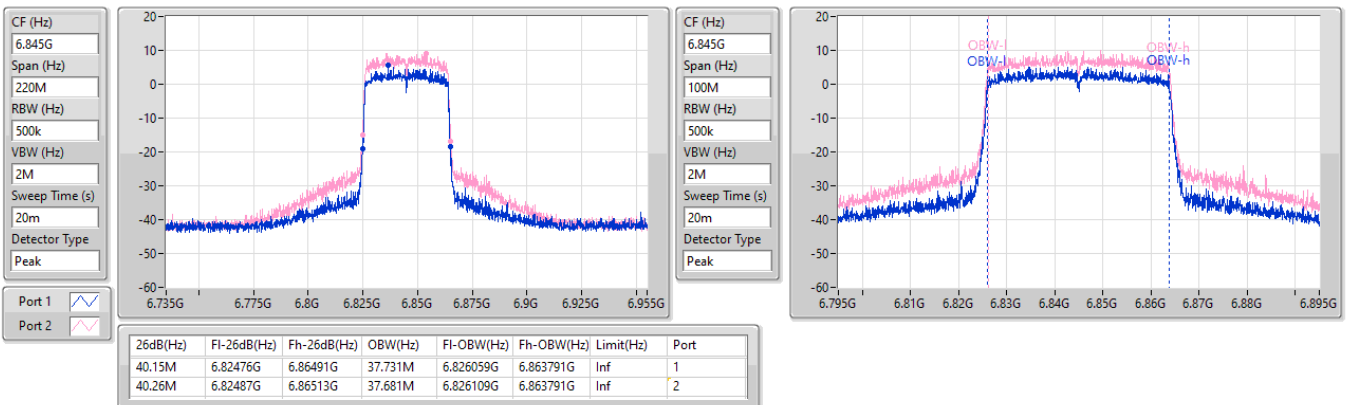 CF (Hz)
6.845G
Span (Hz)
220M
RBW (Hz)
500k
VBW (Hz)
2M
Sweep Time (s)
20m
Detector Type
Peak
Port 1
Port 2
20
10
0
-10
-20
-30
-40
-50
-60
6.735G 6.775G 6.8G 6.825G 6.85G 6.875G 6.9G 6.925G 6.955G
CF (Hz)
6.845G
Span (Hz)
100M
RBW (Hz)
500k
VBW (Hz)
2M
Sweep Time (s)
20m
Detector Type
Peak
20
10
0
-10
-20
-30
-40
-50
-60
OBW-l OBW-h
OBW-l OBW-h
6.795G 6.81G 6.82G 6.83G 6.84G 6.85G 6.86G 6.87G 6.88G 6.895G
26dB(Hz) Fl-26dB(Hz) Fh-26dB(Hz) OBW(Hz) Fl-OBW(Hz) Fh-OBW(Hz) Limit(Hz) Port
40.15M 6.82476G 6.86491G 37.731M 6.826059G 6.863791G Inf 1
40.26M 6.82487G 6.86513G 37.681M 6.826109G 6.863791G Inf 2